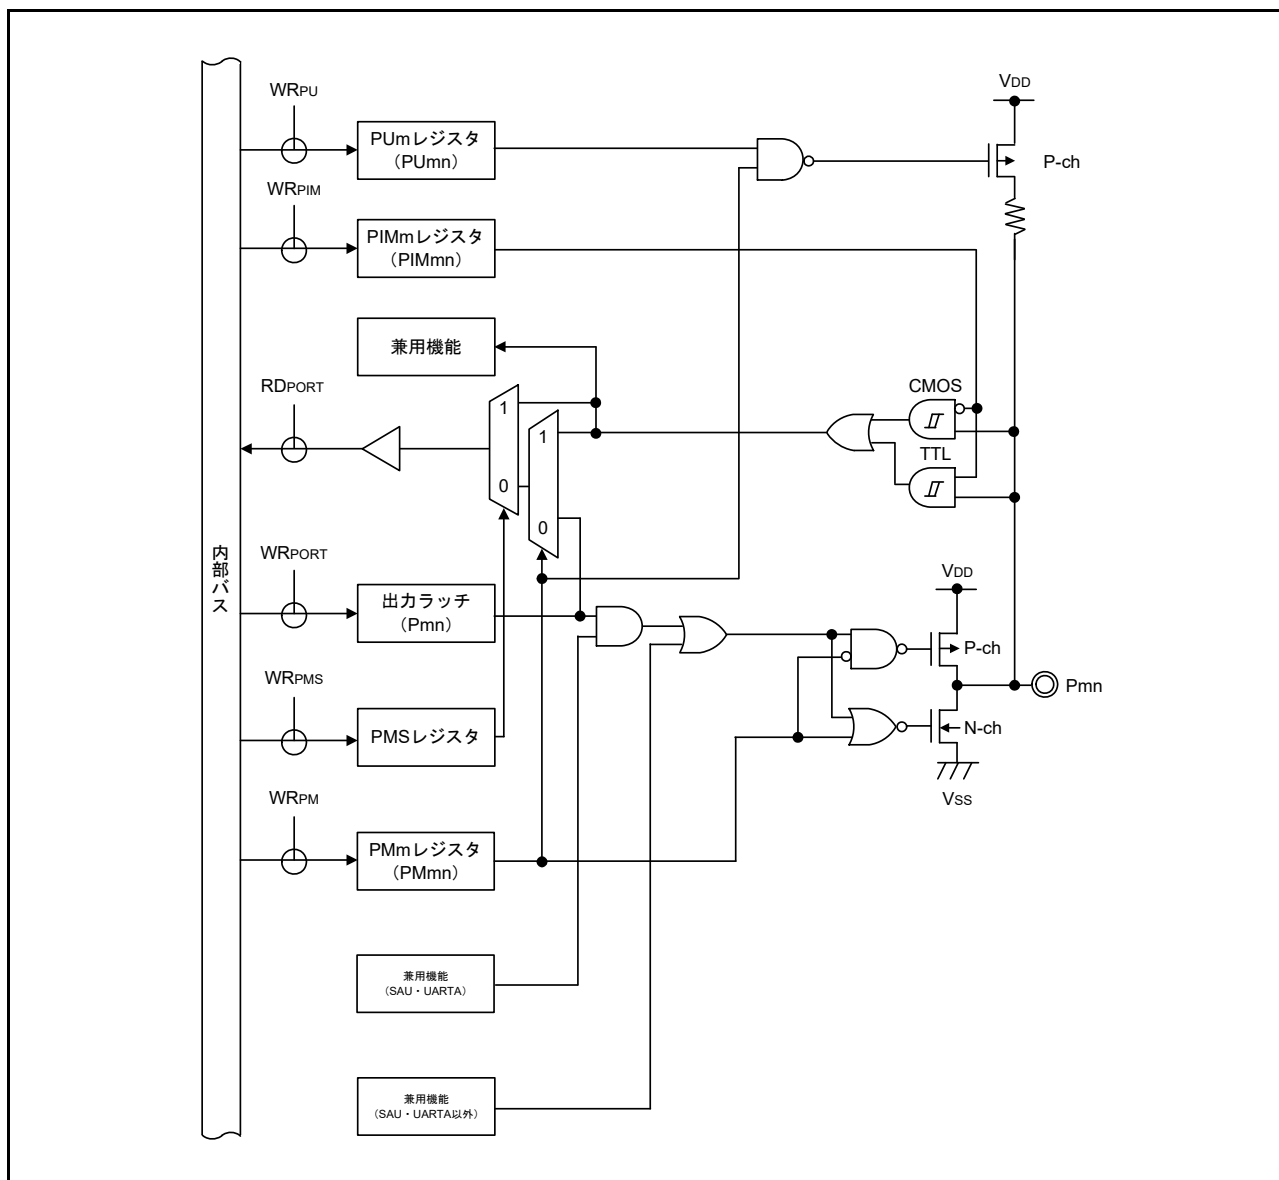 WRPU
VDD
PUmレジスタ
(PUmn)
P-ch
WRPIM
PIMmレジスタ
(PIMmn)
兼用機能
RDPORT
CMOS
1
1
TTL
0
0
内部バス
WRPORT
VDD
出力ラッチ
(Pmn)
P-ch
WRPMS
Pmn
PMSレジスタ
N-ch
WRPM
VSS
PMmレジスタ
(PMmn)
兼用機能
(SAU・UARTA)
兼用機能
(SAU・UARTA以外)